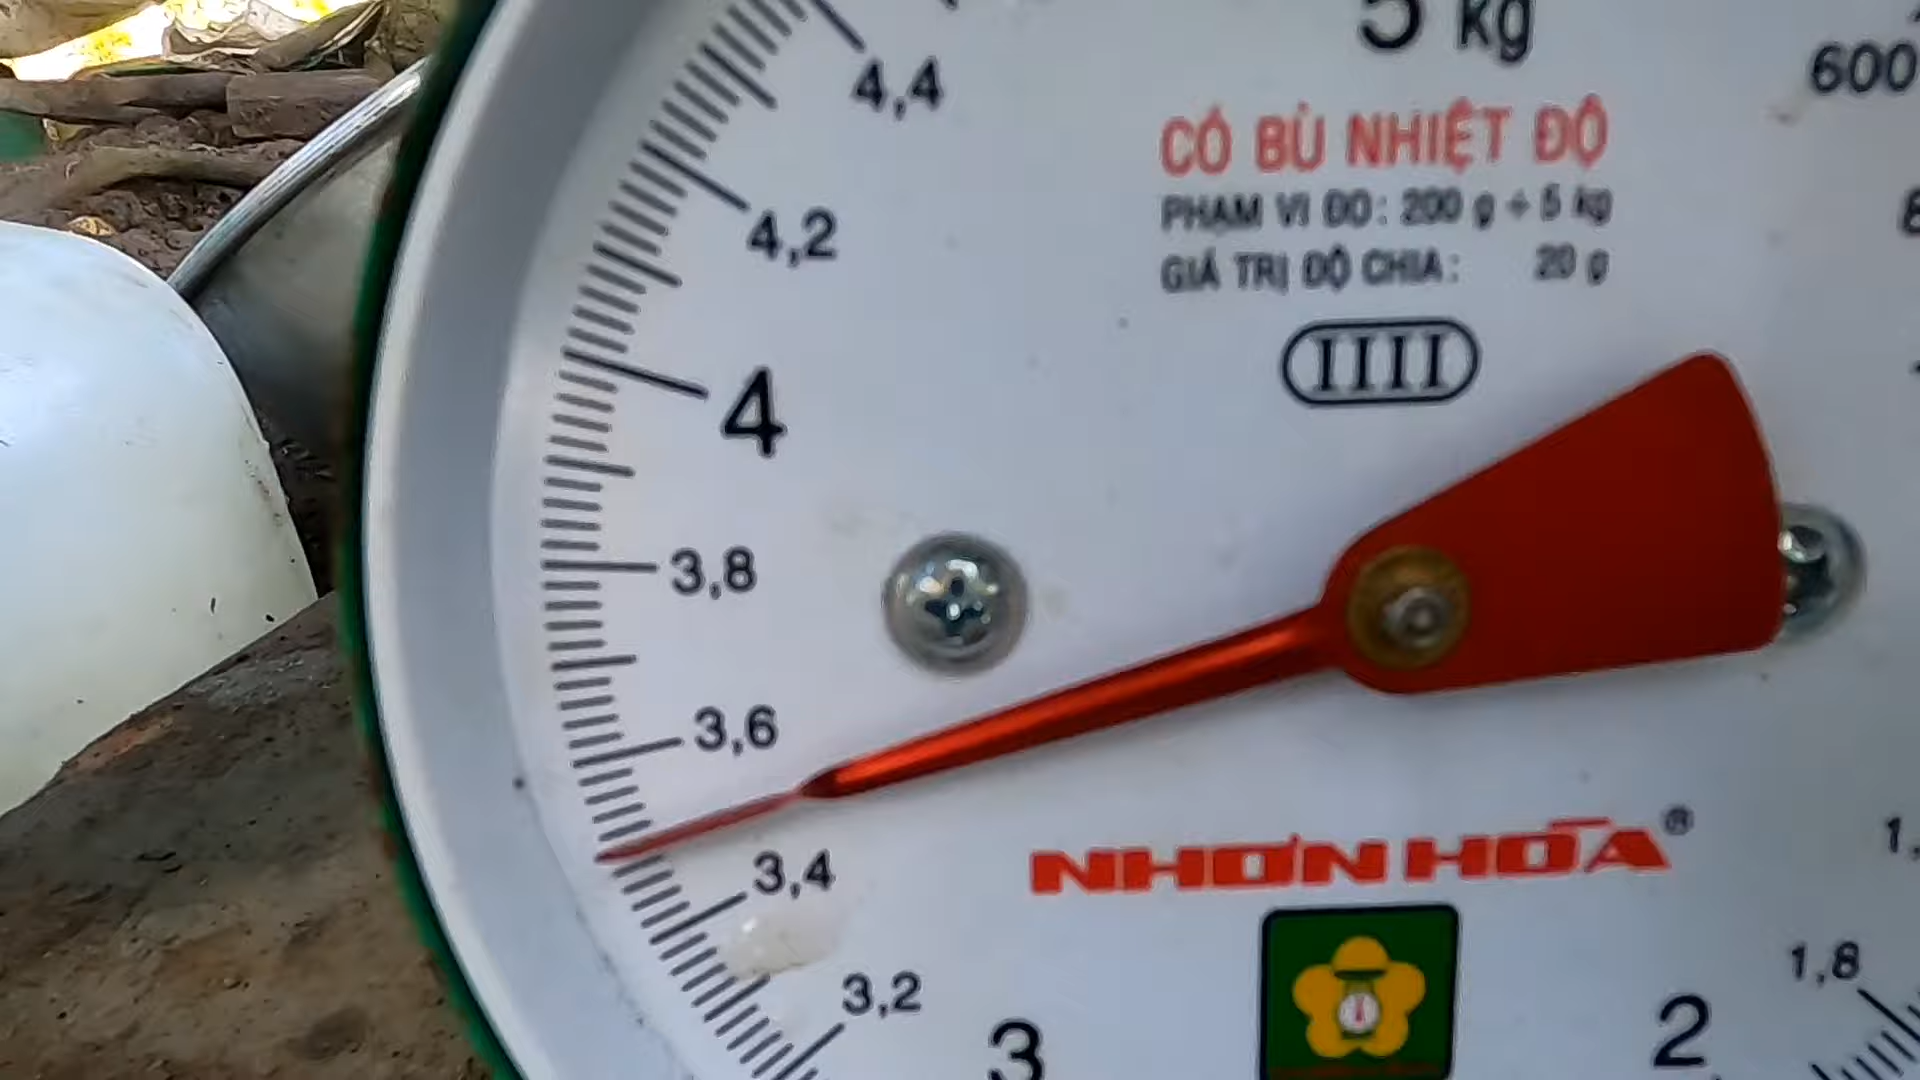 5 kg
4,4
600
CÓ BÙ NHIỆT ĐỘ
PHẠM VI ĐO: 200 g ÷ 5 kg
4,2
GIÁ TRỊ ĐỘ CHIA: 20 g
IIII
4
3,8
3,6
3,4
NHƠN HÒA®
3,2
1,8
3
2